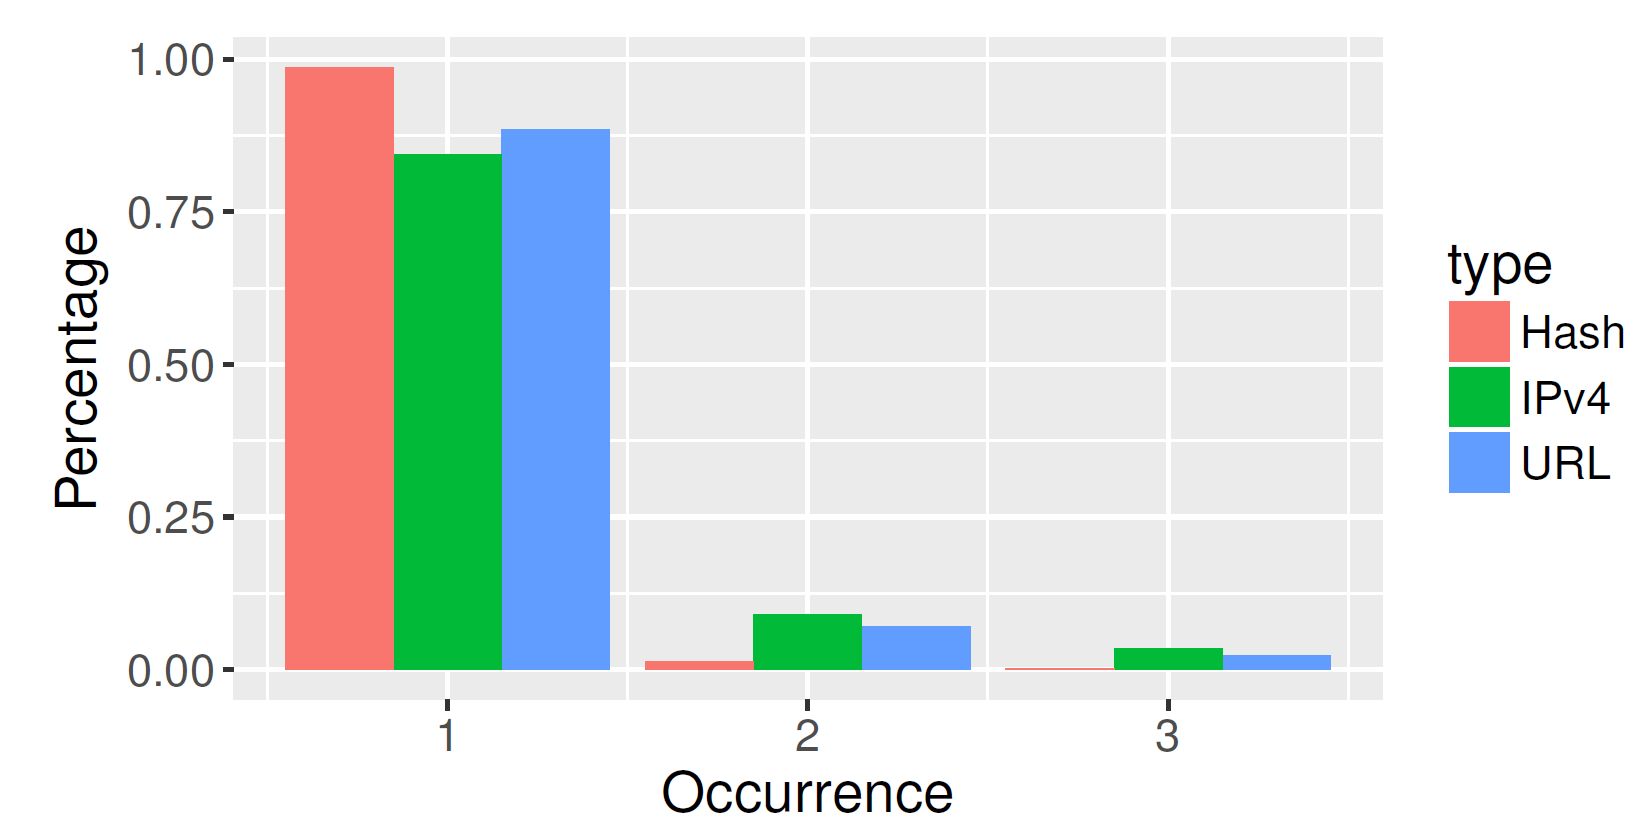 Percentage
1.00
0.75
0.50
0.25
0.00
1 2 3
Occurrence
type
Hash
IPv4
URL